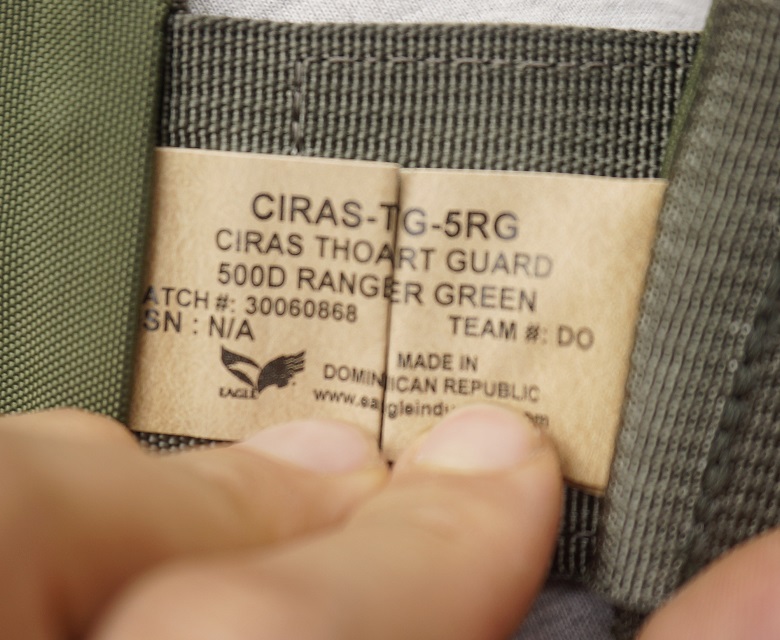 CIRAS-TG-5RG
CIRAS THOART GUARD
500D RANGER GREEN
ATCH #: 30060868
SN : N/A
TEAM #: DO
EAGLE
MADE IN
DOMINICAN REPUBLIC